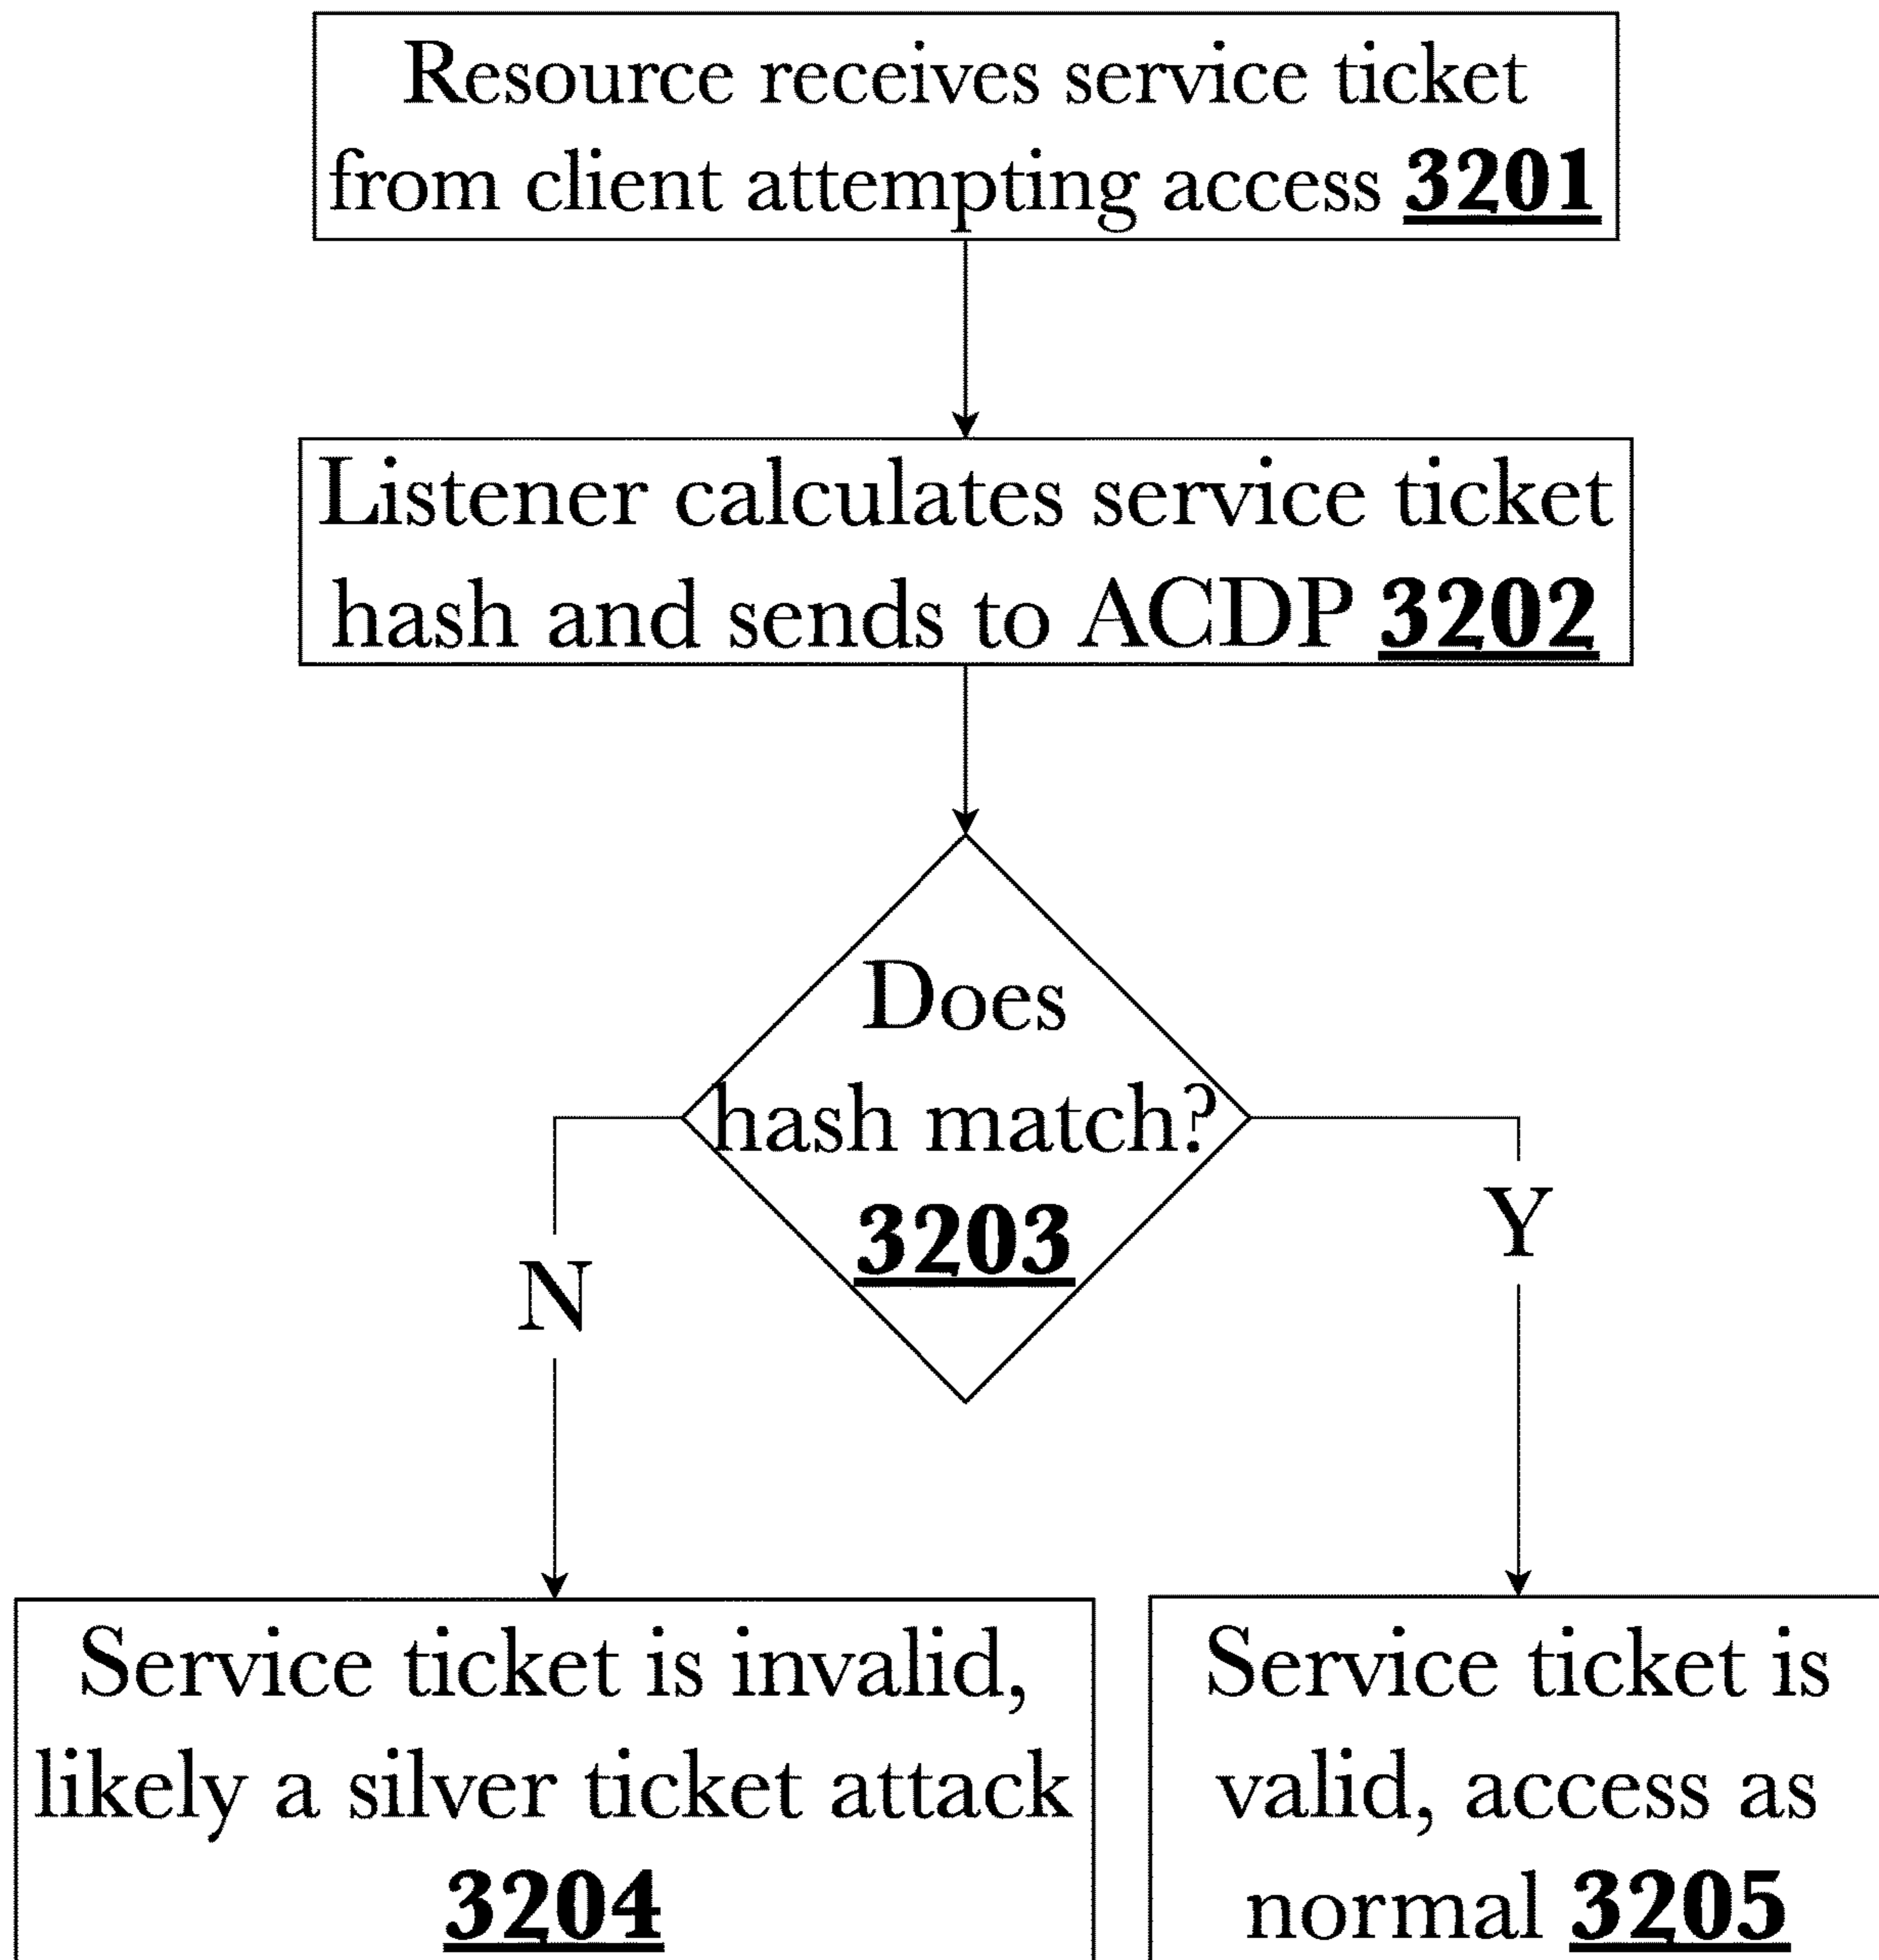 Resource receives service ticket
from client attempting access 3201
Listener calculates service ticket
hash and sends to ACDP 3202
Does
hash match?
3203
N
Y
Service ticket is invalid,
likely a silver ticket attack
3204
Service ticket is
valid, access as
normal 3205